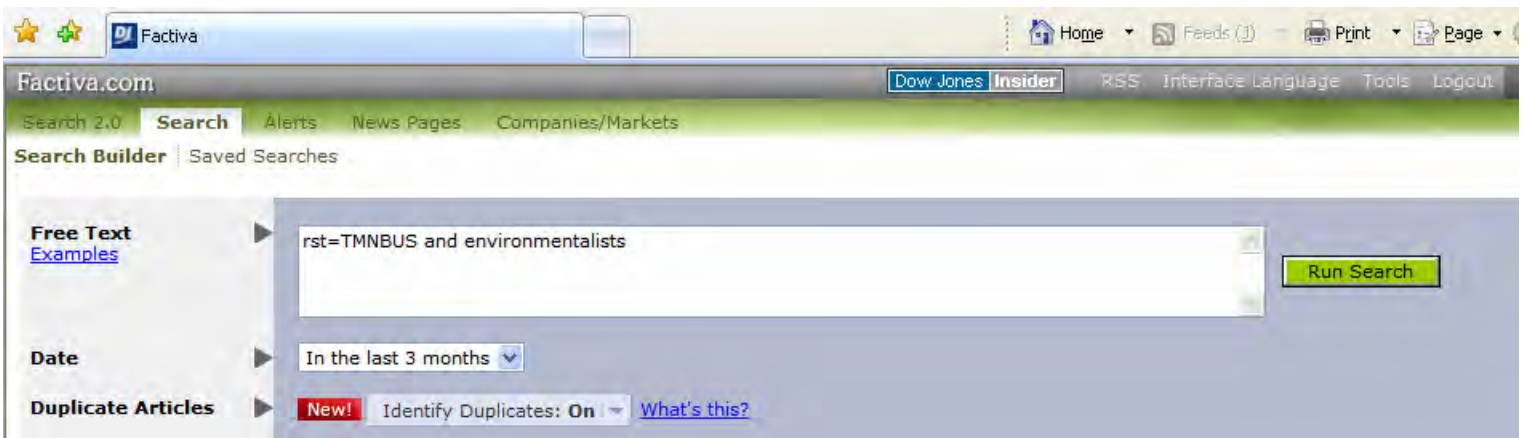 Factiva
Home Feeds (J) Print Page
Factiva.com Dow Jones Insider RSS Interface Language Tools Logout
Search 2.0 Search Alerts News Pages Companies/Markets
Search Builder Saved Searches
Free Text
Examples
rst=TMNBUS and environmentalists
Run Search
Date
In the last 3 months
Duplicate Articles
New! Identify Duplicates: On What's this?